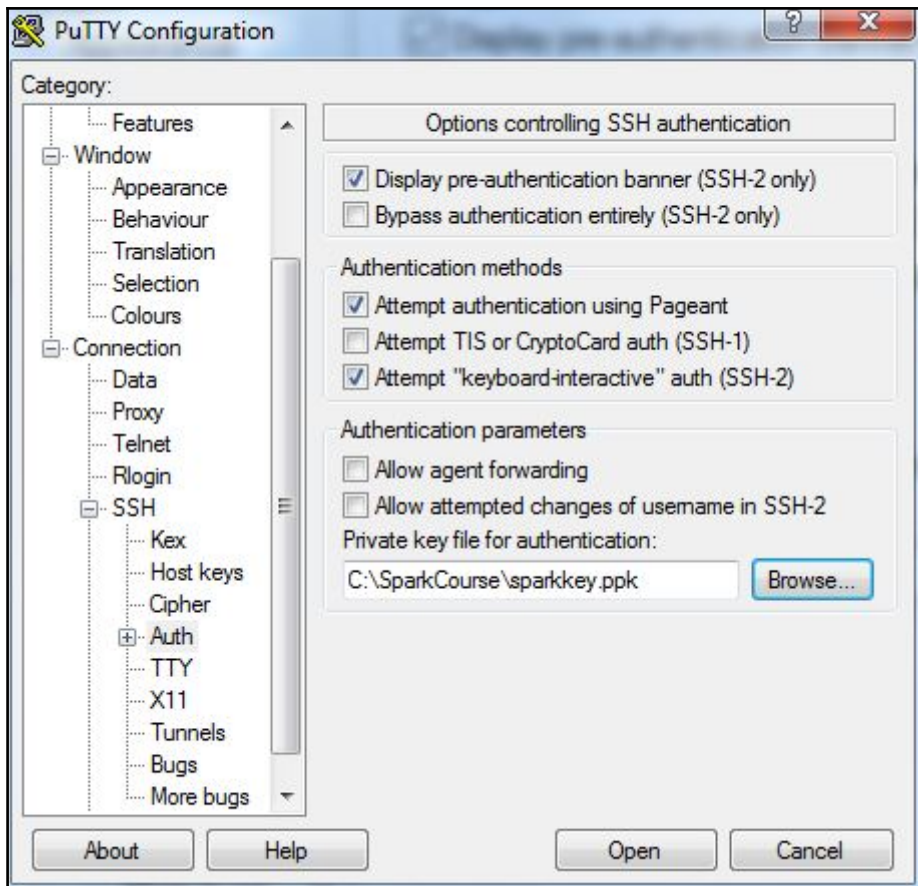 PuTTY Configuration
Category:
Features
Window
Appearance
Behaviour
Translation
Selection
Colours
Connection
Data
Proxy
Telnet
Rlogin
SSH
Kex
Host keys
Cipher
Auth
TTY
X11
Tunnels
Bugs
More bugs
Options controlling SSH authentication
Display pre-authentication banner (SSH-2 only)
Bypass authentication entirely (SSH-2 only)
Authentication methods
Attempt authentication using Pageant
Attempt TIS or CryptoCard auth (SSH-1)
Attempt "keyboard-interactive" auth (SSH-2)
Authentication parameters
Allow agent forwarding
Allow attempted changes of username in SSH-2
Private key file for authentication:
C:\SparkCourse\sparkkey.ppk Browse...
About Help Open Cancel